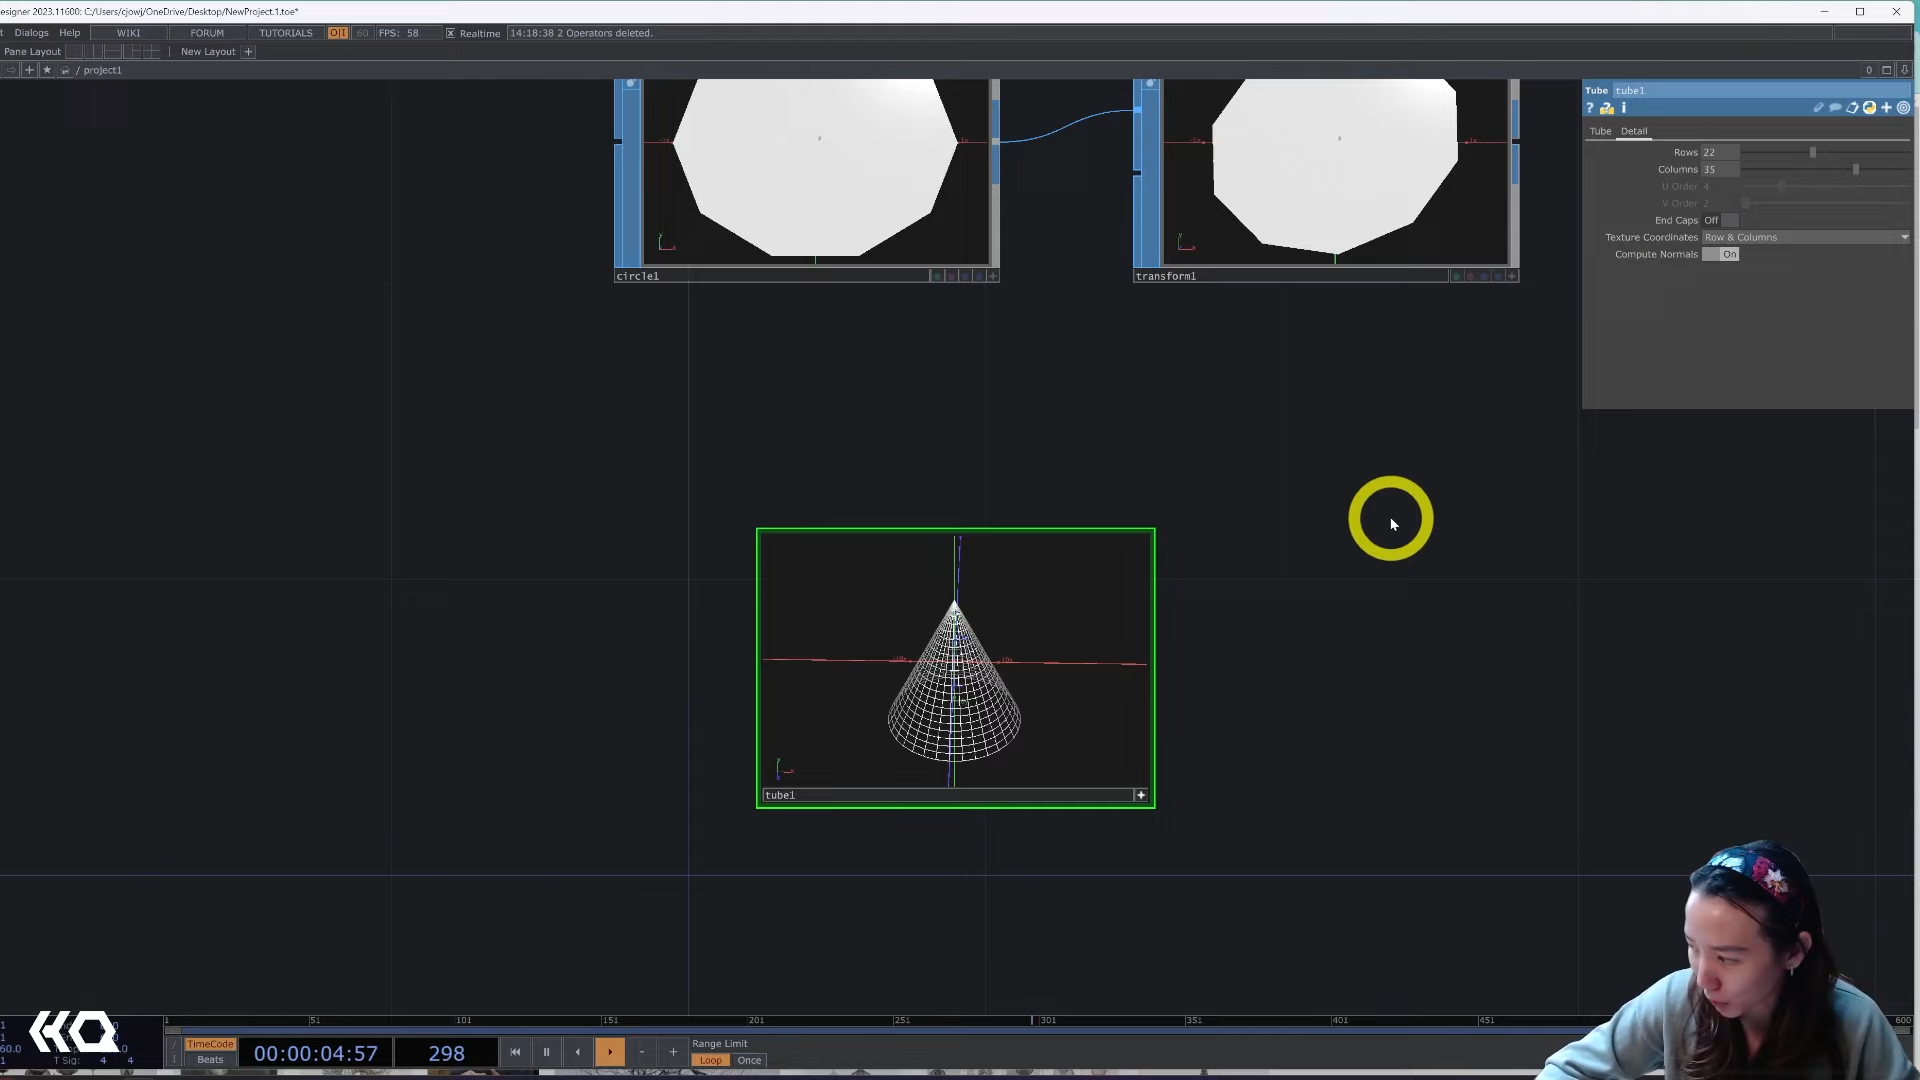 esigner 2023.11600: C:/Users/cjowj/OneDrive/Desktop/NewProject.1.toe*
t Dialogs Help WIKI FORUM TUTORIALS O|I 60 FPS: 58 Realtime 14:18:38 2 Operators deleted.
Pane Layout New Layout +
+ / project1 0
circle1
transform1
Tube tube1
? i
Tube Detail
Rows 22
Columns 35
U Order 4
V Order 2
End Caps Off
Texture Coordinates Row & Columns
Compute Normals On
tube1
1 51 101 151 201 251 301 351 401 451 600
TimeCode
Beats
00:00:04:57
298
- +
Range Limit
Loop Once
60.0
T Sig: 4 4
HQ